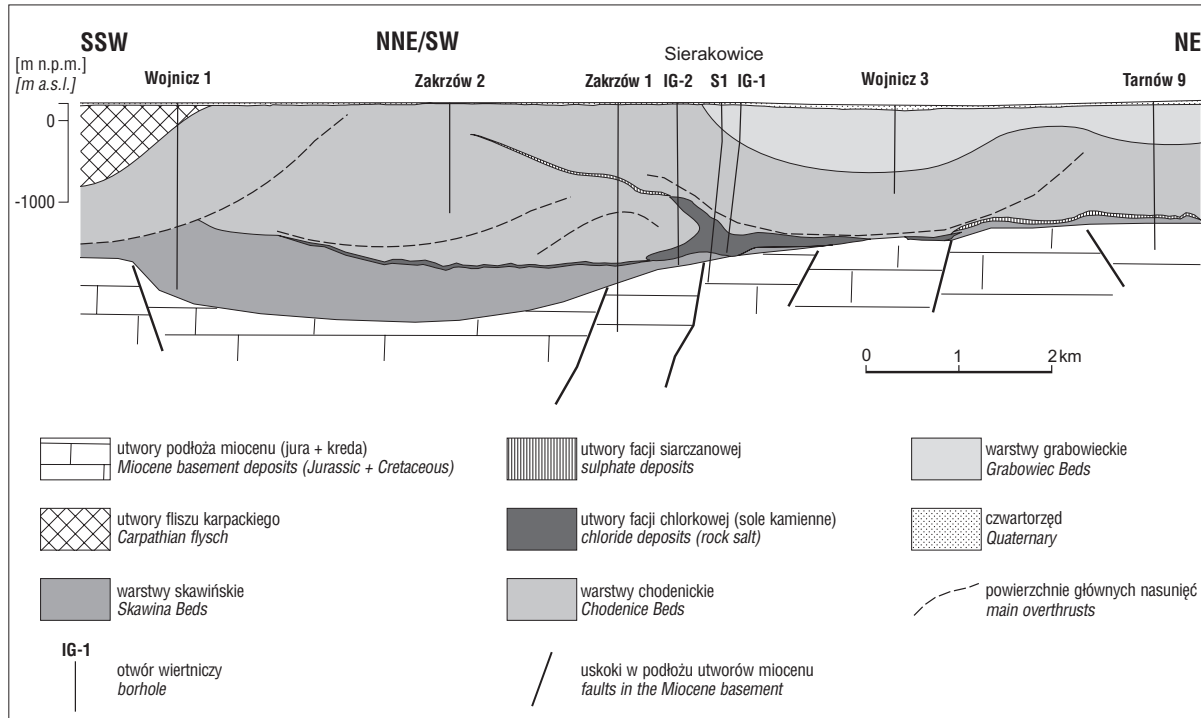 SSW
NNE/SW
NE
Sierakowice
[m n.p.m.]
[m a.s.l.]
Wojnicz 1
Zakrzów 2
Zakrzów 1
IG-2
S1
IG-1
Wojnicz 3
Tarnów 9
0
-1000
0
1
2 km
utwory podłoża miocenu (jura + kreda)
Miocene basement deposits (Jurassic + Cretaceous)
utwory facji siarczanowej
sulphate deposits
warstwy grabowieckie
Grabowiec Beds
utwory fliszu karpackiego
Carpathian flysch
utwory facji chlorkowej (sole kamienne)
chloride deposits (rock salt)
czwartorzęd
Quaternary
warstwy skawińskie
Skawina Beds
warstwy chodenickie
Chodenice Beds
powierzchnie głównych nasunięć
main overthrusts
IG-1
otwór wiertniczy
borhole
uskoki w podłożu utworów miocenu
faults in the Miocene basement